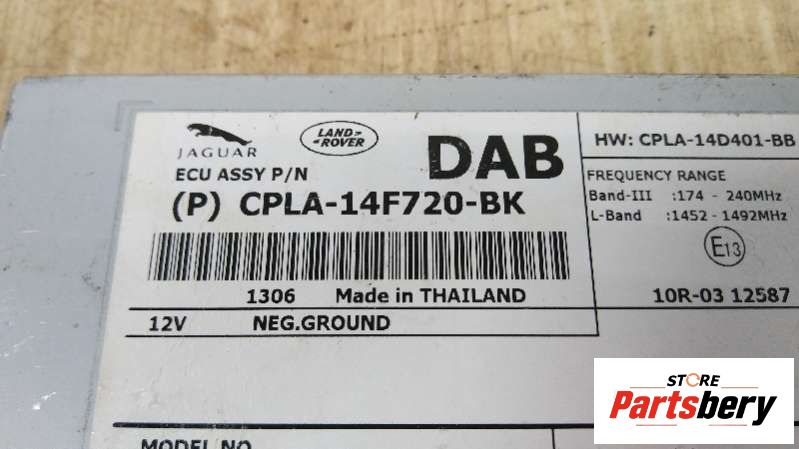 JAGUAR
LAND ROVER
DAB
ECU ASSY P/N
(P) CPLA-14F720-BK
1306 Made in THAILAND
12V NEG.GROUND
MODEL NO
HW: CPLA-14D401-BB
FREQUENCY RANGE
Band-III :174 - 240MHz
L-Band :1452 - 1492MHz
E13
10R-03 12587
STORE
Partsbery